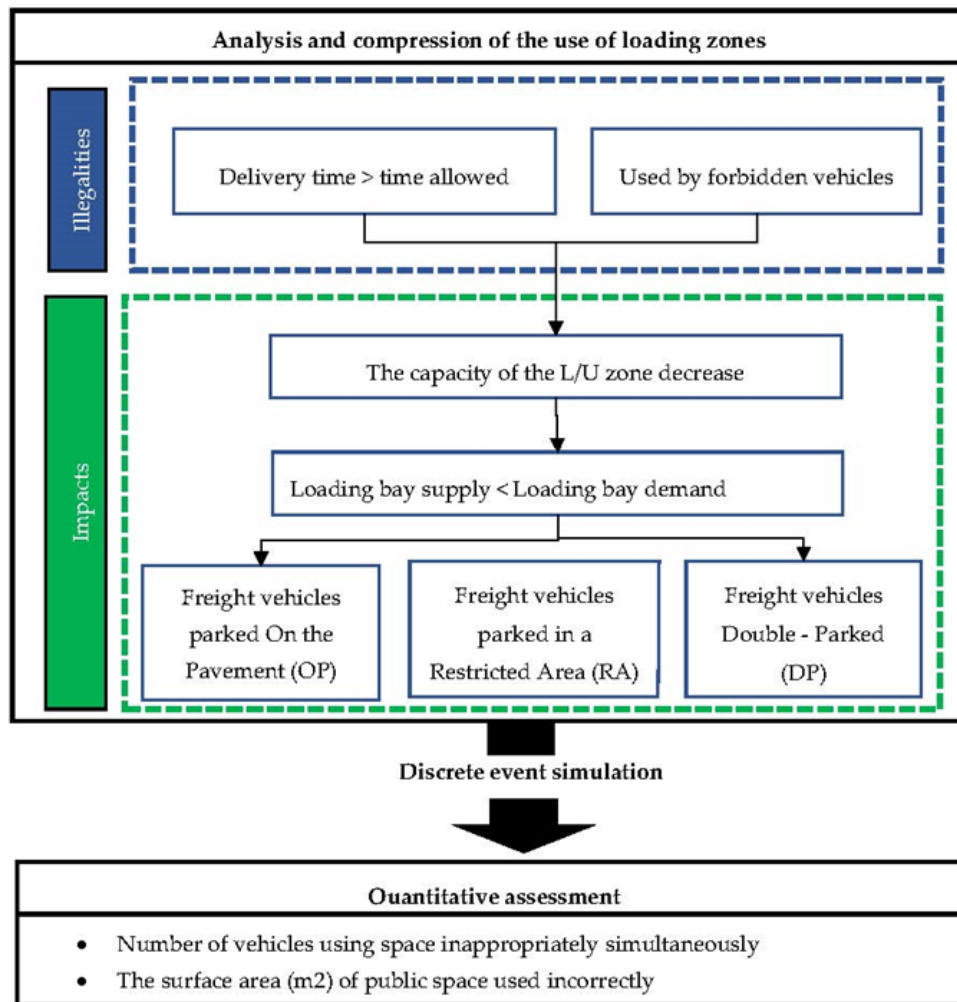 Analysis and compression of the use of loading zones
Illegalities
Delivery time > time allowed
Used by forbidden vehicles
Impacts
The capacity of the L/U zone decrease
Loading bay supply < Loading bay demand
Freight vehicles
parked On the
Pavement (OP)
Freight vehicles
parked in a
Restricted Area (RA)
Freight vehicles
Double - Parked
(DP)
Discrete event simulation
Quantitative assessment
• Number of vehicles using space inappropriately simultaneously
• The surface area (m2) of public space used incorrectly